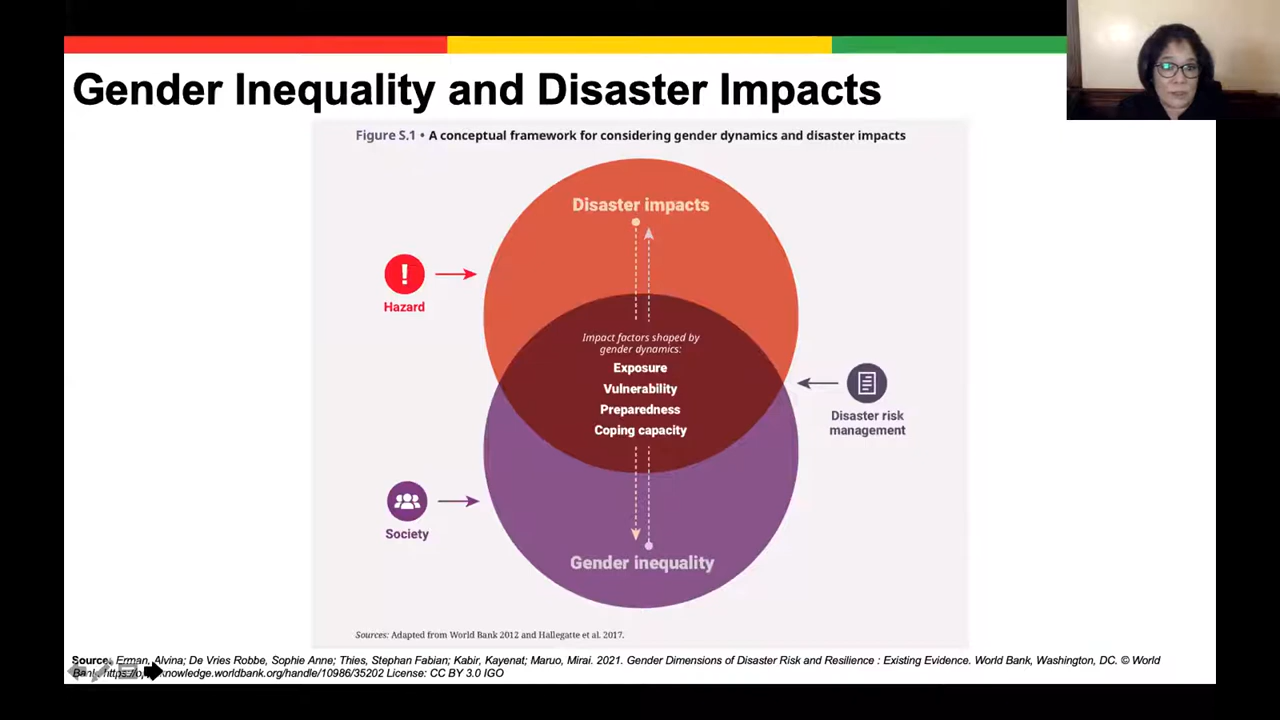 Gender Inequality and Disaster Impacts
Figure S.1 • A conceptual framework for considering gender dynamics and disaster impacts
Disaster impacts
Hazard
Impact factors shaped by
gender dynamics:
Exposure
Vulnerability
Preparedness
Coping capacity
Disaster risk
management
Society
Gender inequality
Sources: Adapted from World Bank 2012 and Hallegatte et al. 2017.
Source: Erman, Alvina; De Vries Robbe, Sophie Anne; Thies, Stephan Fabian; Kabir, Kayenat; Maruo, Mirai. 2021. Gender Dimensions of Disaster Risk and Resilience : Existing Evidence. World Bank, Washington, DC. © World
Bank. knowledge.worldbank.org/handle/10986/35202 License: CC BY 3.0 IGO